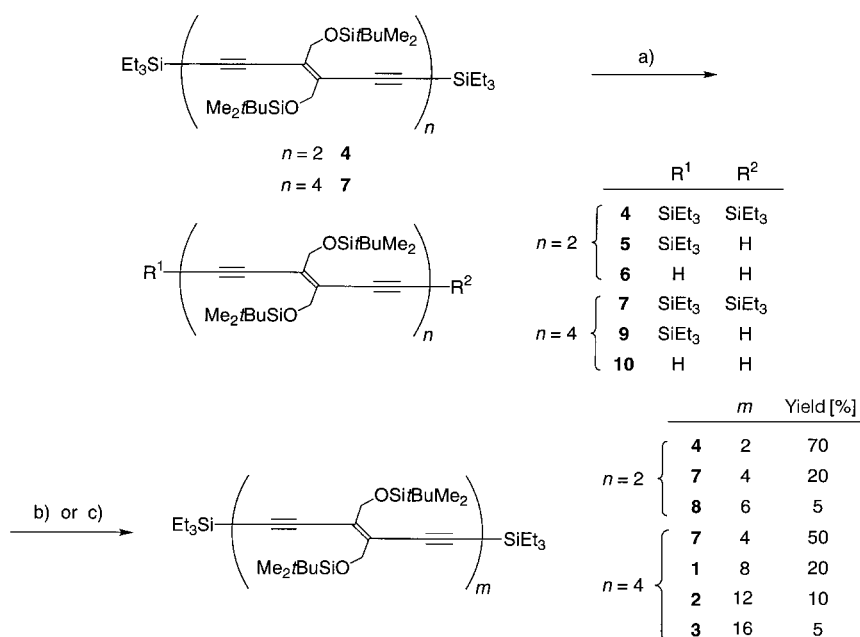 OSitBuMe₂
Et₃Si
SiEt₃
Me₂tBuSiO
n
a)
n = 2 4
n = 4 7
R¹ R²
n = 2
4 SiEt₃ SiEt₃
5 SiEt₃ H
6 H H
n = 4
7 SiEt₃ SiEt₃
9 SiEt₃ H
10 H H
OSitBuMe₂
R¹
R²
Me₂tBuSiO
n
m Yield [%]
n = 2
4 2 70
7 4 20
8 6 5
n = 4
7 4 50
1 8 20
2 12 10
3 16 5
b) or c)
OSitBuMe₂
Et₃Si
SiEt₃
Me₂tBuSiO
m